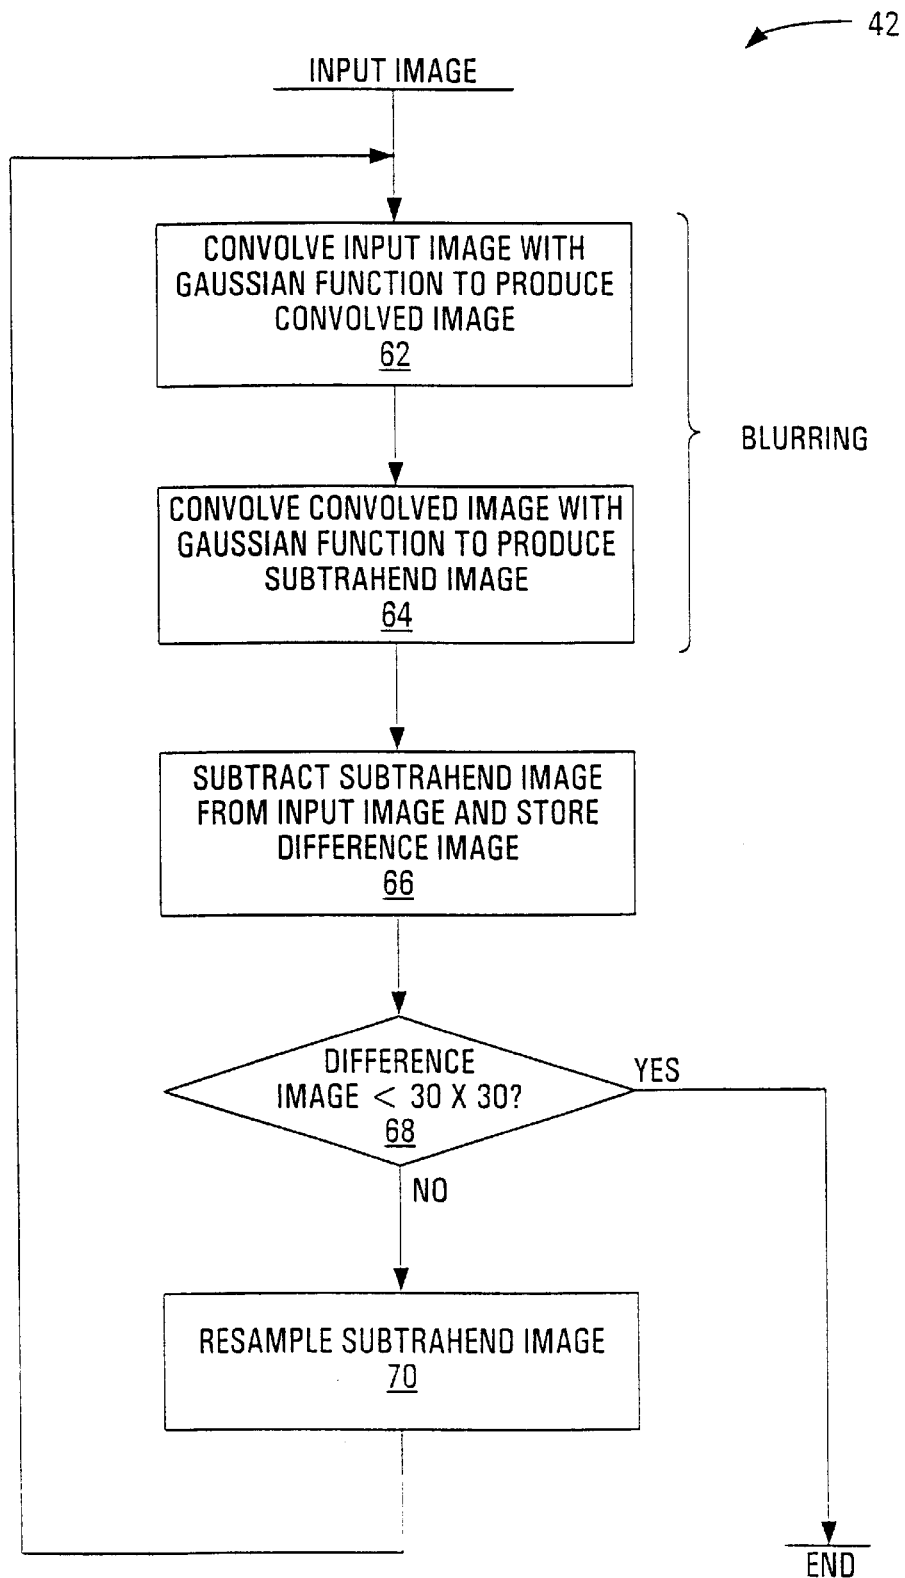 42
INPUT IMAGE
CONVOLVE INPUT IMAGE WITH
GAUSSIAN FUNCTION TO PRODUCE
CONVOLVED IMAGE
62
BLURRING
CONVOLVE CONVOLVED IMAGE WITH
GAUSSIAN FUNCTION TO PRODUCE
SUBTRAHEND IMAGE
64
SUBTRACT SUBTRAHEND IMAGE
FROM INPUT IMAGE AND STORE
DIFFERENCE IMAGE
66
DIFFERENCE
IMAGE < 30 X 30?
68
YES
NO
RESAMPLE SUBTRAHEND IMAGE
70
END